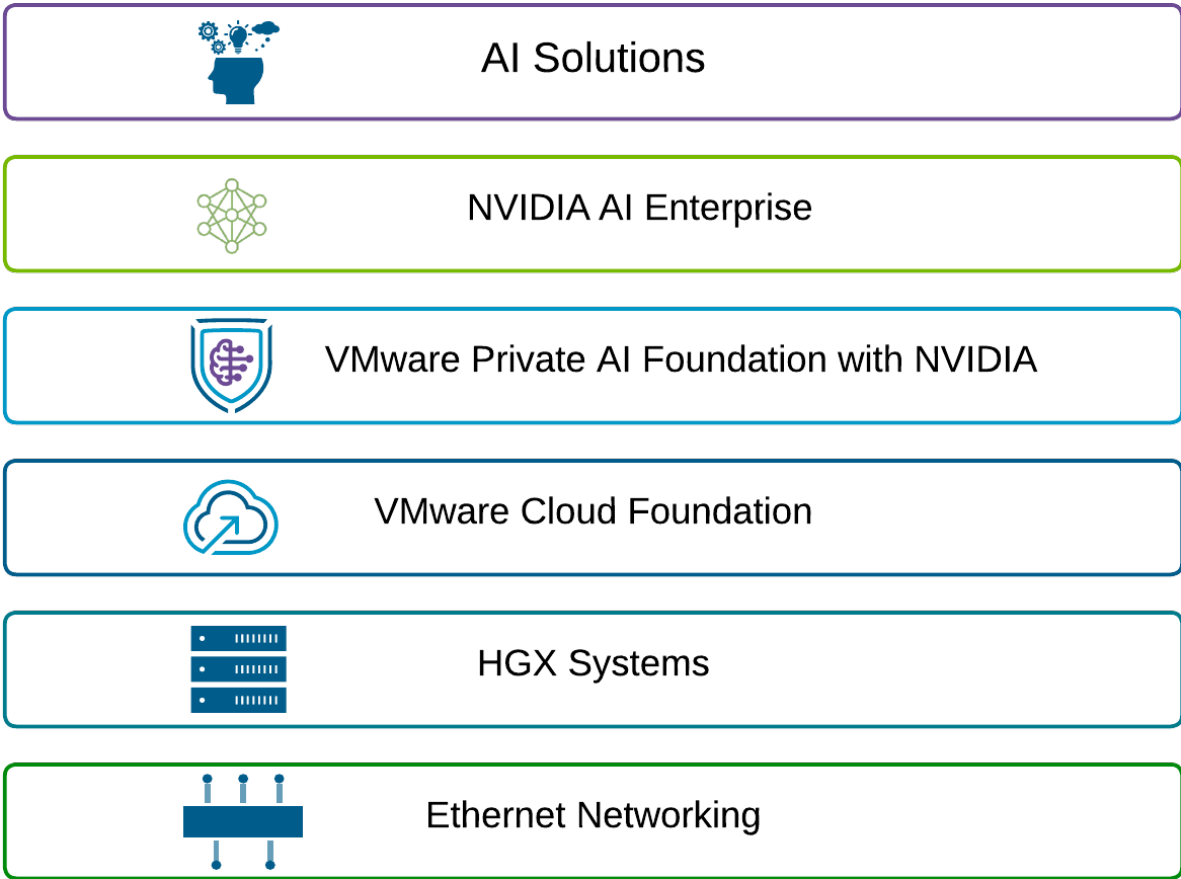 AI Solutions
NVIDIA AI Enterprise
VMware Private AI Foundation with NVIDIA
VMware Cloud Foundation
HGX Systems
Ethernet Networking